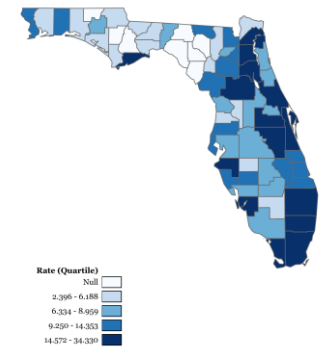 Rate (Quartile)
Null
2.396 - 6.188
6.334 - 8.959
9.250 - 14.353
14.572 - 34.330